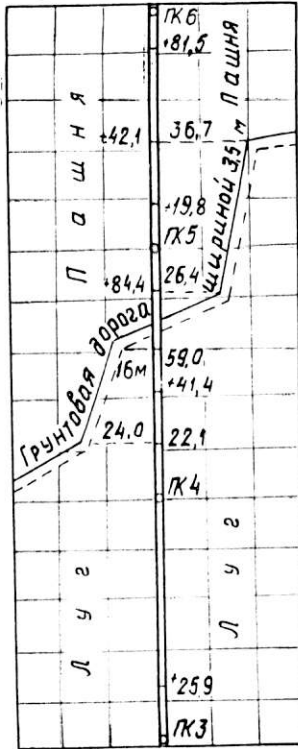 ПК6
+81,5
Пашня
Пашня
+42,1
36,7
шириной 3,5 м
+19,8
ПК5
+84,4
26,4
Грунтовая дорога
16м
59,0
+41,4
24,0
22,1
ПК4
Луг
Луг
+25,9
ПК3